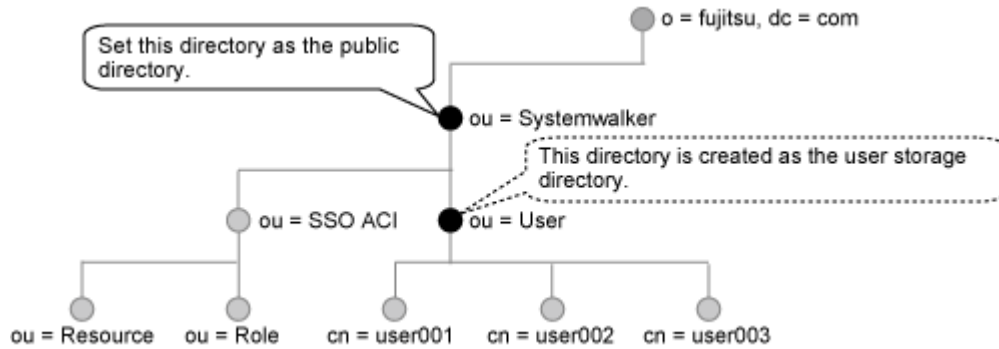 o = fujitsu, dc = com
Set this directory as the public
directory.
ou = Systemwalker
This directory is created as the user storage
directory.
ou = SSO ACI
ou = User
ou = Resource
ou = Role
cn = user001
cn = user002
cn = user003